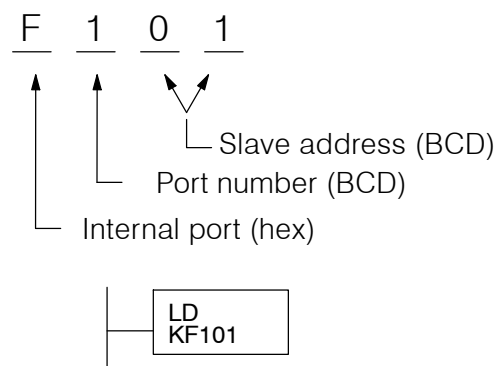 F 1 0 1
Slave address (BCD)
Port number (BCD)
Internal port (hex)
LD
KF101